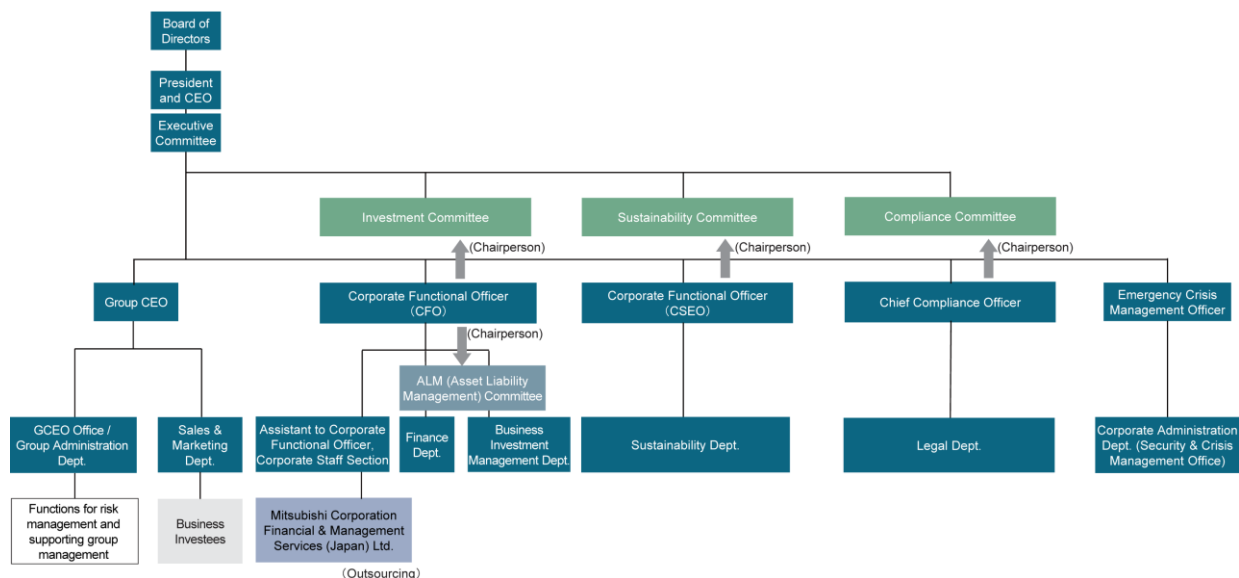 Board of
Directors
President
and CEO
Executive
Committee
Investment Committee
Sustainability Committee
Compliance Committee
(Chairperson)
(Chairperson)
(Chairperson)
Group CEO
Corporate Functional Officer
（CFO）
Corporate Functional Officer
（CSEO）
Chief Compliance Officer
Emergency Crisis
Management Officer
(Chairperson)
ALM (Asset Liability
Management) Committee
GCEO Office /
Group Administration
Dept.
Sales &
Marketing
Dept.
Assistant to Corporate
Functional Officer,
Corporate Staff Section
Finance
Dept.
Business
Investment
Management Dept.
Sustainability Dept.
Legal Dept.
Corporate Administration
Dept. (Security & Crisis
Management Office)
Functions for risk
management and
supporting group
management
Business
Investees
Mitsubishi Corporation
Financial & Management
Services (Japan) Ltd.
（Outsourcing）